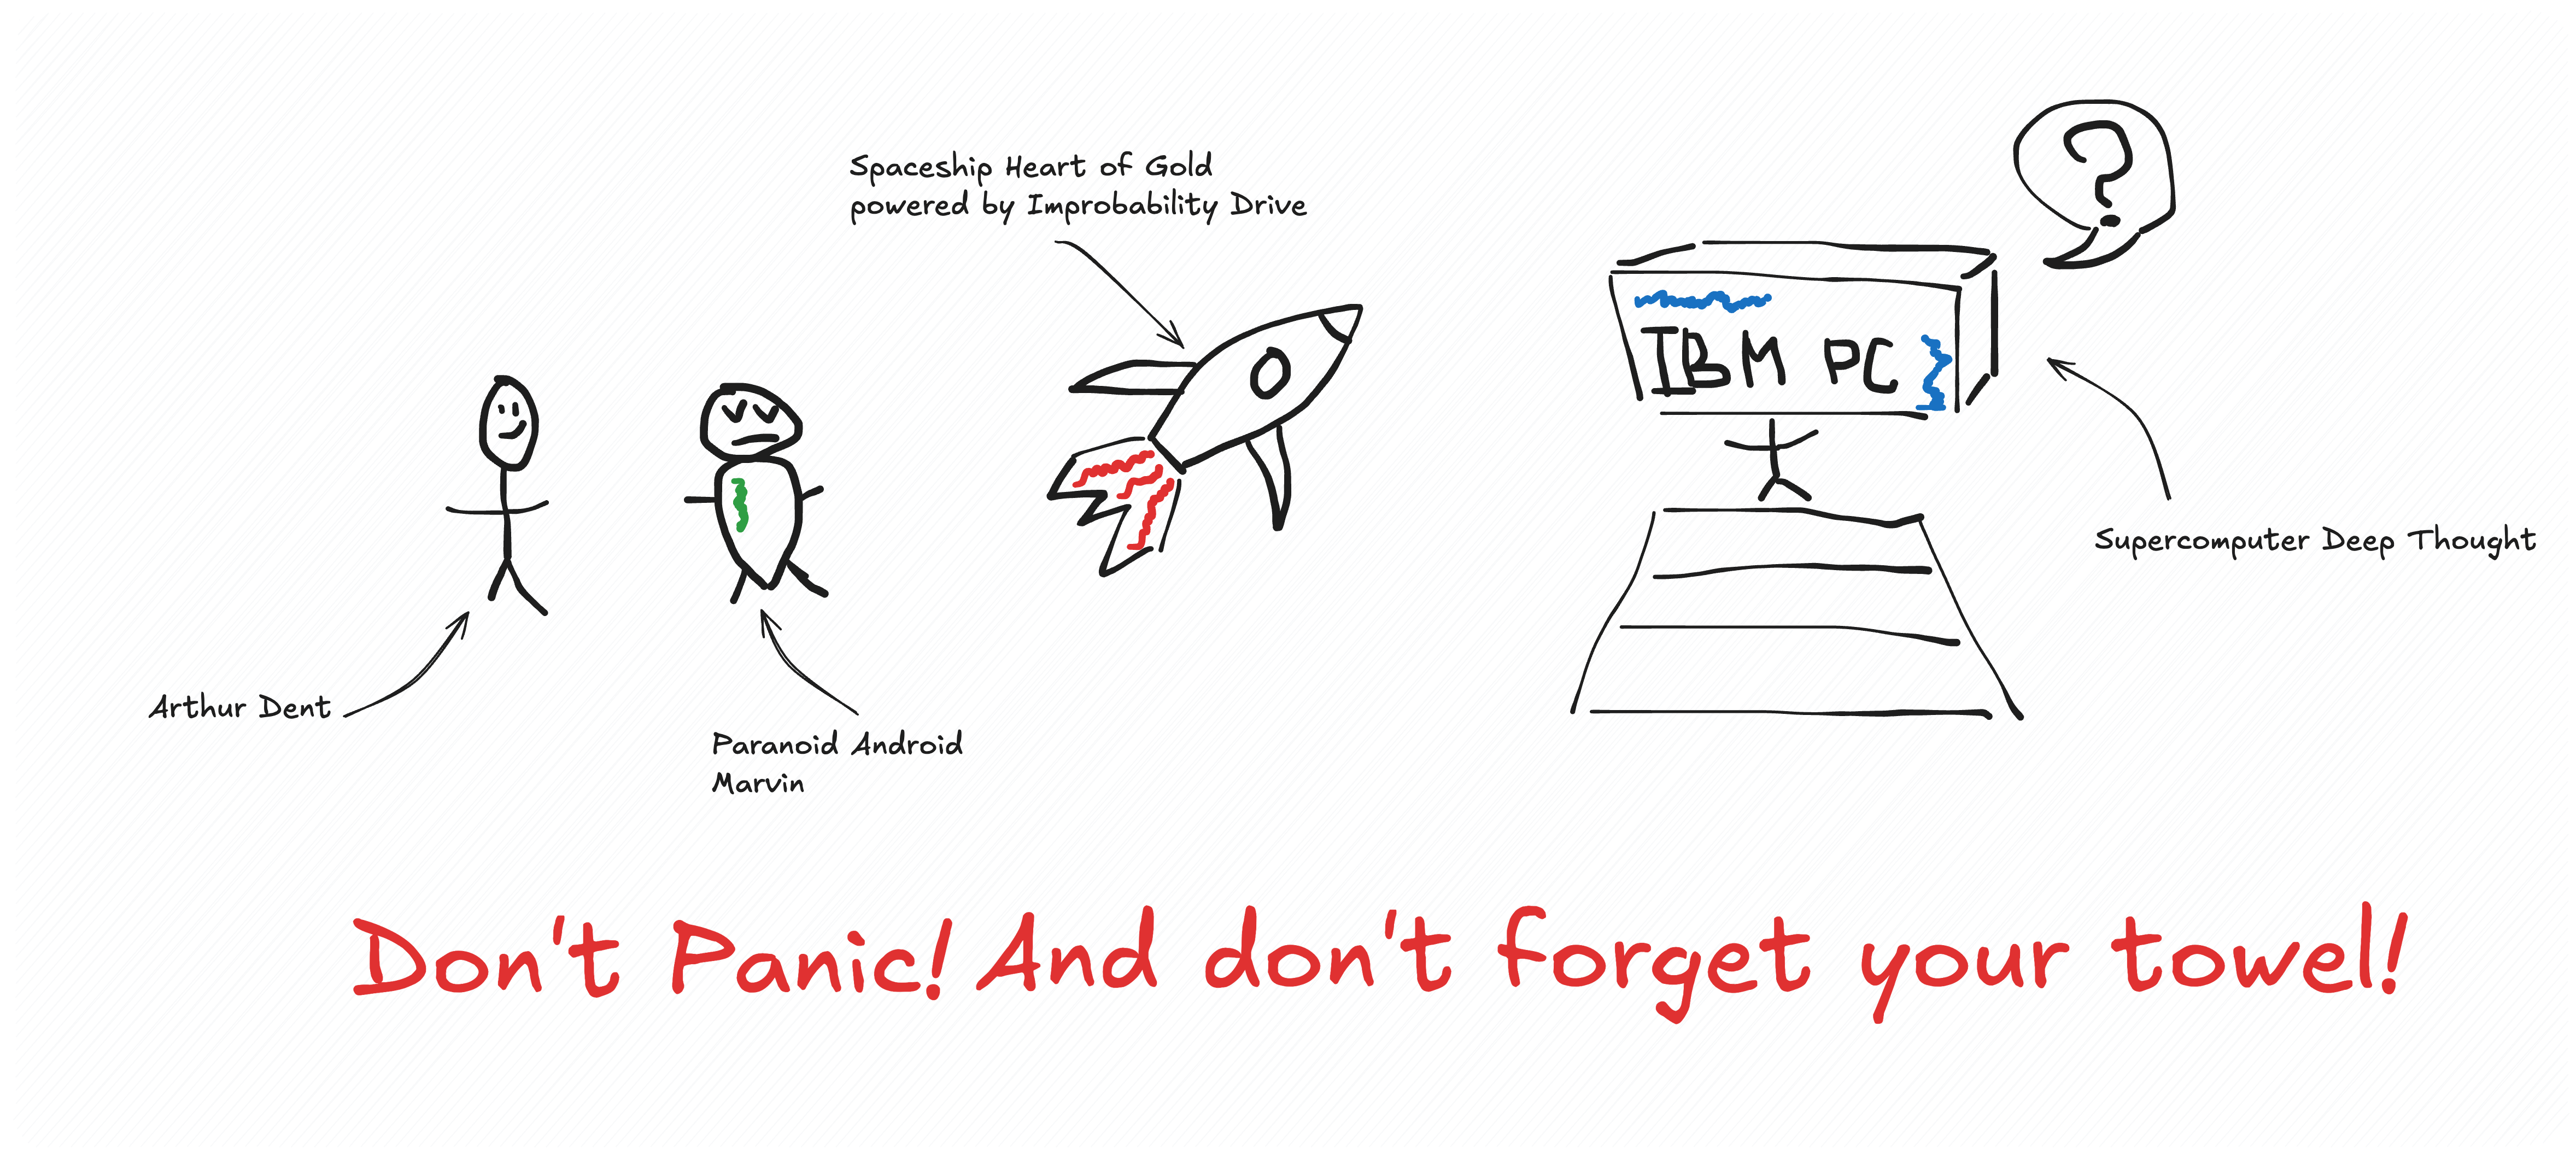 Spaceship Heart of Gold
powered by Improbability Drive
?
IBM PC
Supercomputer Deep Thought
Arthur Dent
Paranoid Android
Marvin
Don't Panic! And don't forget your towel!